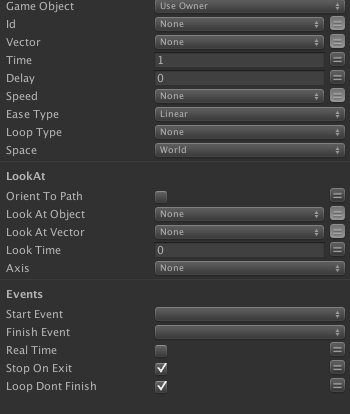 Game Object Use Owner
Id None
Vector None
Time 1
Delay 0
Speed None
Ease Type Linear
Loop Type None
Space World
LookAt
Orient To Path
Look At Object None
Look At Vector None
Look Time 0
Axis None
Events
Start Event
Finish Event
Real Time
Stop On Exit
Loop Dont Finish